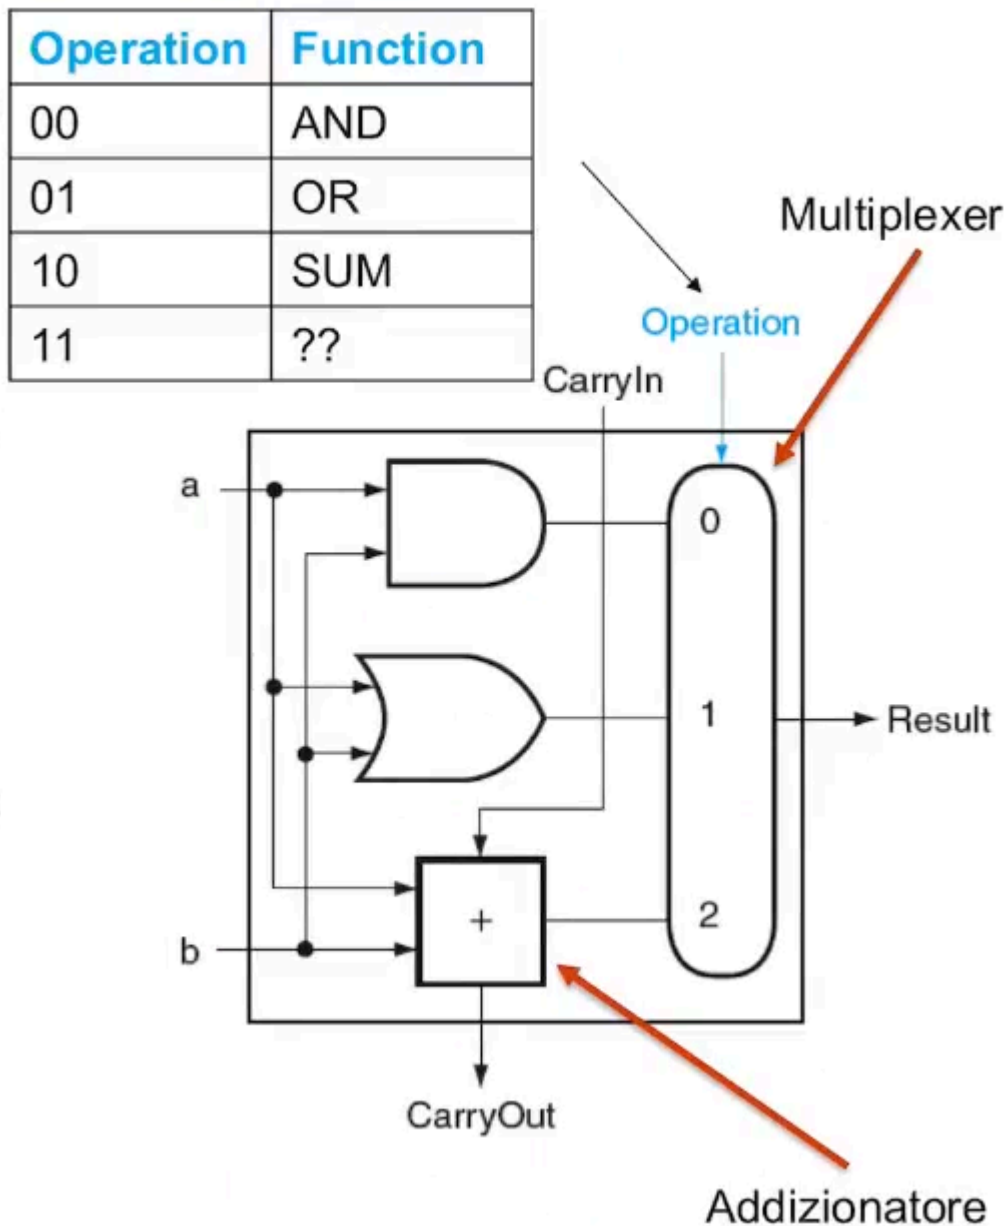 Operation Function
00 AND
01 OR
10 SUM
11 ??
Multiplexer
Operation
CarryIn
a
0
1
Result
+
2
b
CarryOut
Addizionatore